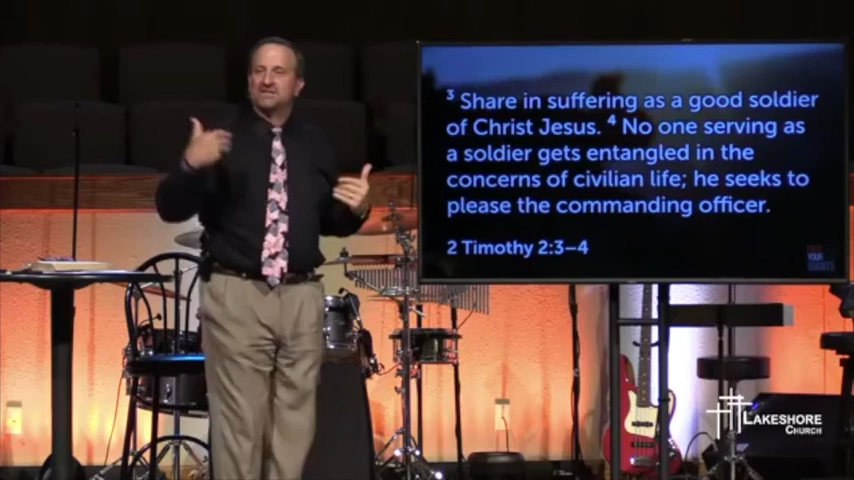 ³ Share in suffering as a good soldier
of Christ Jesus. ⁴ No one serving as
a soldier gets entangled in the
concerns of civilian life; he seeks to
please the commanding officer.
2 Timothy 2:3–4
YOUR
LAKESHORE
CHURCH